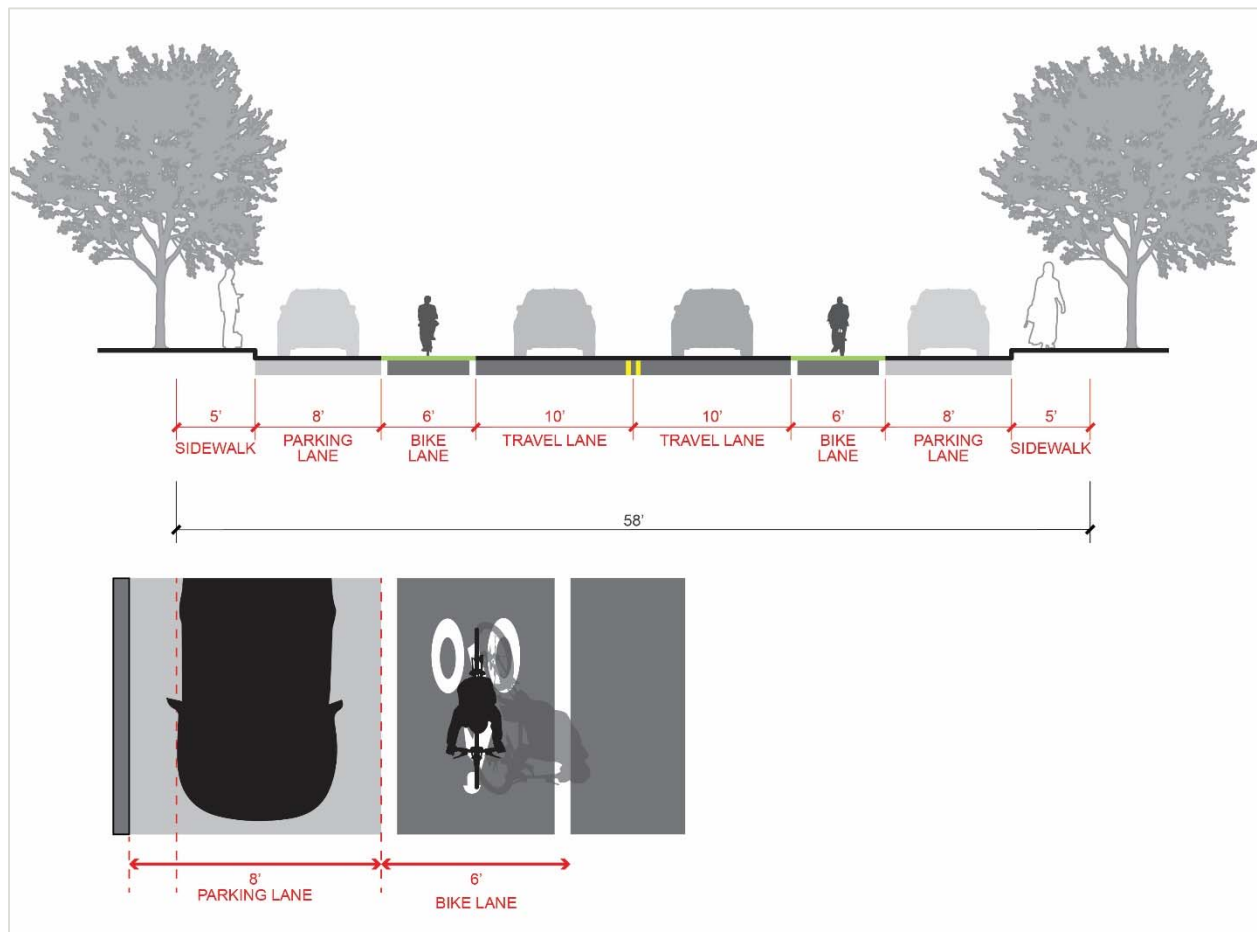 5' 8' 6' 10' 10' 6' 8' 5'
SIDEWALK PARKING BIKE TRAVEL LANE TRAVEL LANE BIKE PARKING SIDEWALK
LANE LANE LANE LANE
58'
8' 6'
PARKING LANE BIKE LANE